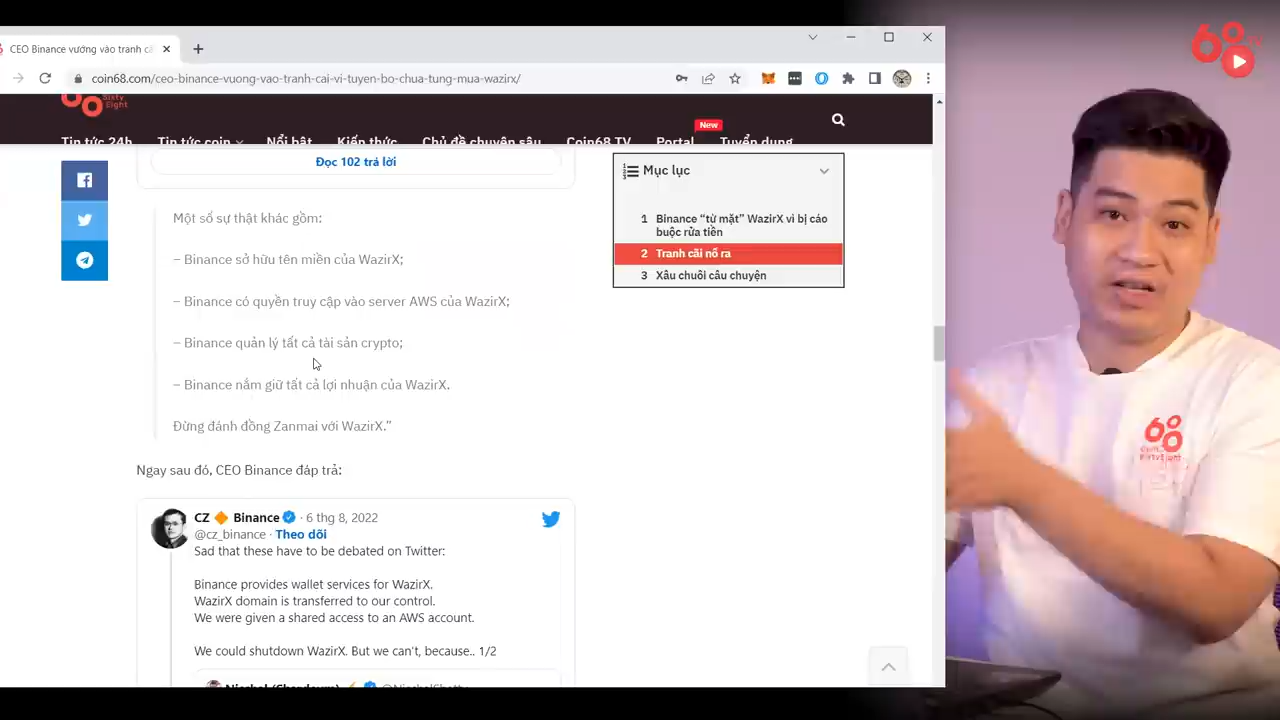 CEO Binance vướng vào tranh cã
coin68.com/ceo-binance-vuong-vao-tranh-cai-vi-tuyen-bo-chua-tung-mua-wazirx/
68 TV
Sixty Eight
New
Tin tức 24h Tin tức coin Nổi bật Kiến thức Chủ đề chuyên sâu Coin68 TV Portal Tuyển dụng
Đọc 102 trả lời
Một số sự thật khác gồm:
– Binance sở hữu tên miền của WazirX;
– Binance có quyền truy cập vào server AWS của WazirX;
– Binance quản lý tất cả tài sản crypto;
– Binance nắm giữ tất cả lợi nhuận của WazirX.
Đừng đánh đồng Zanmai với WazirX.”
Ngay sau đó, CEO Binance đáp trả:
CZ 🔶 Binance · 6 thg 8, 2022
@cz_binance · Theo dõi
Sad that these have to be debated on Twitter:
Binance provides wallet services for WazirX.
WazirX domain is transferred to our control.
We were given a shared access to an AWS account.
We could shutdown WazirX. But we can't, because.. 1/2
Mục lục
1 Binance “từ mặt” WazirX vì bị cáo
buộc rửa tiền
2 Tranh cãi nổ ra
3 Xâu chuỗi câu chuyện
68